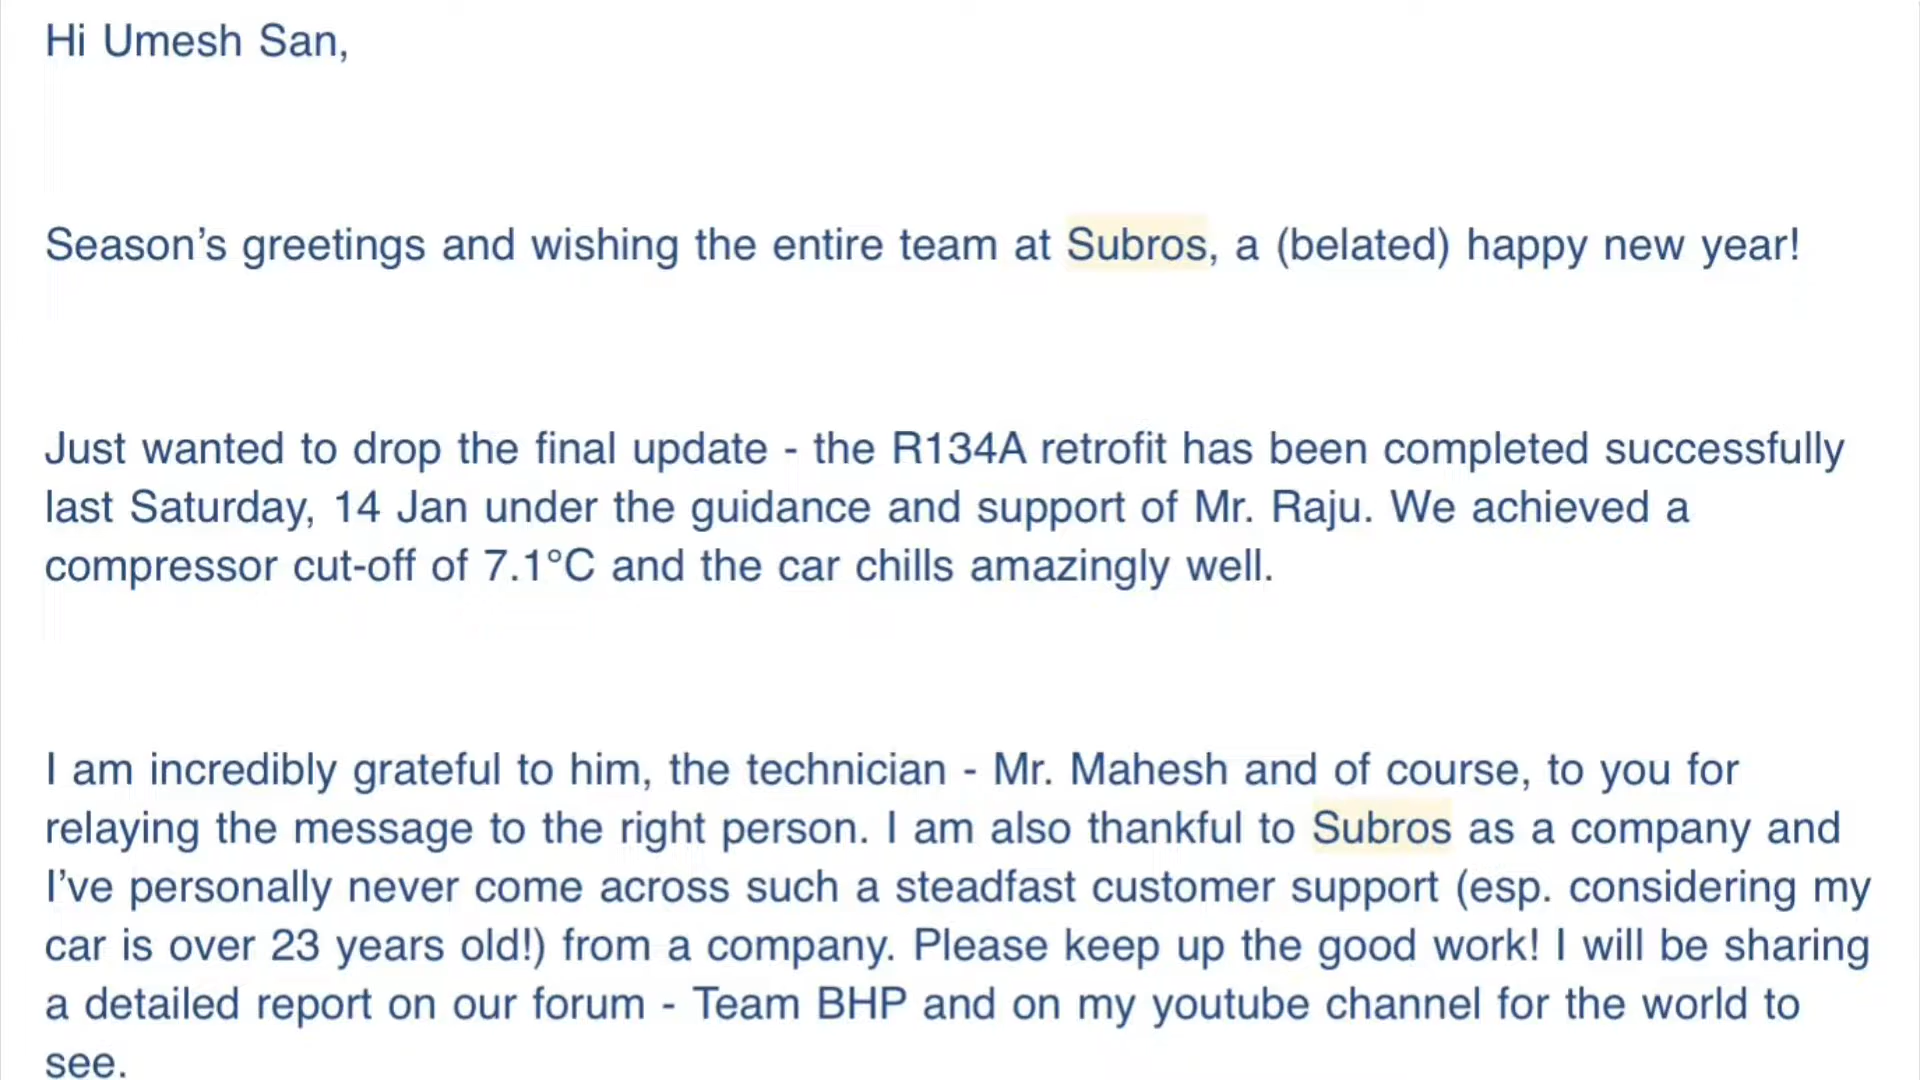 Hi Umesh San,
Season’s greetings and wishing the entire team at Subros, a (belated) happy new year!
Just wanted to drop the final update - the R134A retrofit has been completed successfully
last Saturday, 14 Jan under the guidance and support of Mr. Raju. We achieved a
compressor cut-off of 7.1°C and the car chills amazingly well.
I am incredibly grateful to him, the technician - Mr. Mahesh and of course, to you for
relaying the message to the right person. I am also thankful to Subros as a company and
I’ve personally never come across such a steadfast customer support (esp. considering my
car is over 23 years old!) from a company. Please keep up the good work! I will be sharing
a detailed report on our forum - Team BHP and on my youtube channel for the world to
see.